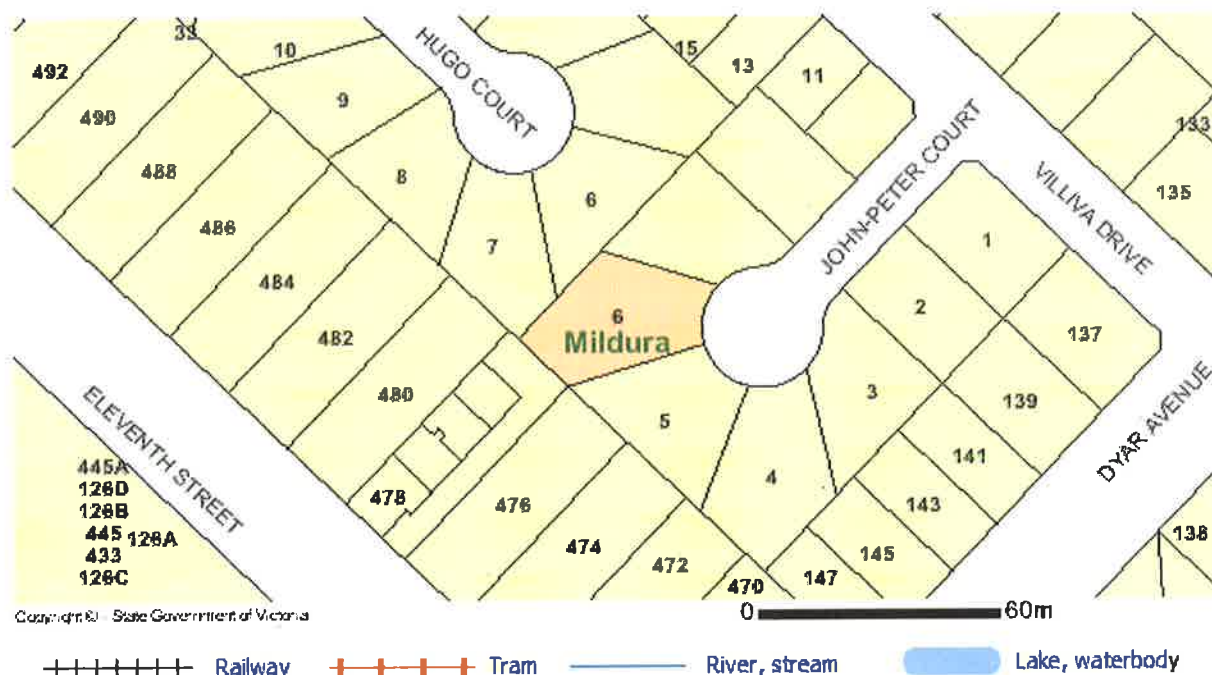 33
10
15
13
11
492
9
HUGO COURT
490
488
8
6
133
135
486
7
JOHN-PETER COURT
VILLIVA DRIVE
1
484
2
137
6
Mildura
482
480
3
139
DYAR AVENUE
5
141
ELEVENTH STREET
478
476
4
143
445A
126D
126B
445 126A
433
126C
474
472
470
147
145
138
Copyright © - State Government of Victoria
0 60m
Railway Tram River, stream Lake, waterbody